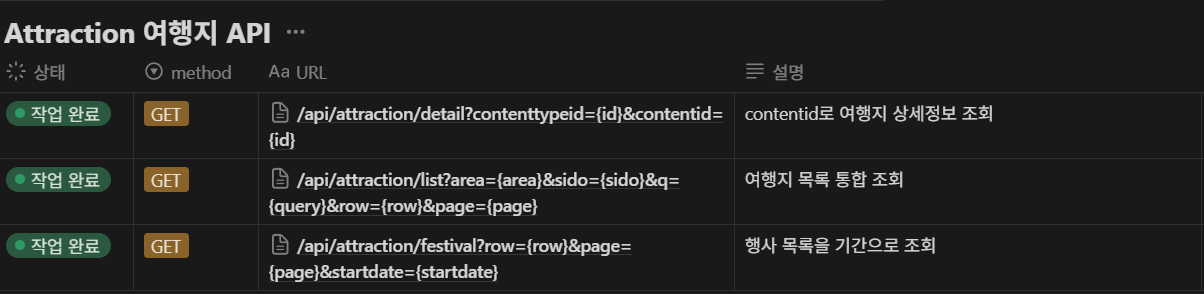 Attraction 여행지 API ···
상태 method Aa URL 설명
작업 완료 GET /api/attraction/detail?contenttypeid={id}&contentid= contentid로 여행지 상세정보 조회
{id}
작업 완료 GET /api/attraction/list?area={area}&sido={sido}&q= 여행지 목록 통합 조회
{query}&row={row}&page={page}
작업 완료 GET /api/attraction/festival?row={row}&page= 행사 목록을 기간으로 조회
{page}&startdate={startdate}